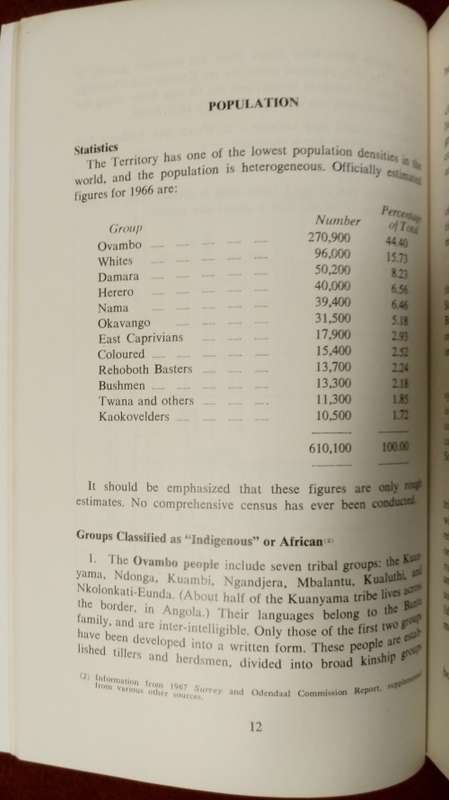 POPULATION
Statistics
The Territory has one of the lowest population densities in the
world, and the population is heterogeneous. Officially estimated
figures for 1966 are:
Group Number Percentage of Total
Ovambo 270,900 44.40
Whites 96,000 15.73
Damara 50,200 8.23
Herero 40,000 6.56
Nama 39,400 6.46
Okavango 31,500 5.18
East Caprivians 17,900 2.93
Coloured 15,400 2.52
Rehoboth Basters 13,700 2.24
Bushmen 13,300 2.18
Twana and others 11,300 1.85
Kaokovelders 10,500 1.72
610,100 100.00
It should be emphasized that these figures are only rough
estimates. No comprehensive census has ever been conducted.
Groups Classified as "Indigenous" or African(2)
1. The Ovambo people include seven tribal groups: the Kuan-
yama, Ndonga, Kuambi, Ngandjera, Mbalantu, Kualuthi, and
Nkolonkati-Eunda. (About half of the Kuanyama tribe lives across
the border, in Angola.) Their languages belong to the Bantu
family, and are inter-intelligible. Only those of the first two groups
have been developed into a written form. These people are estab-
lished tillers and herdsmen, divided into broad kinship groups
(2) Information from 1967 Survey and Odendaal Commission Report, supplemented
from various other sources.
12